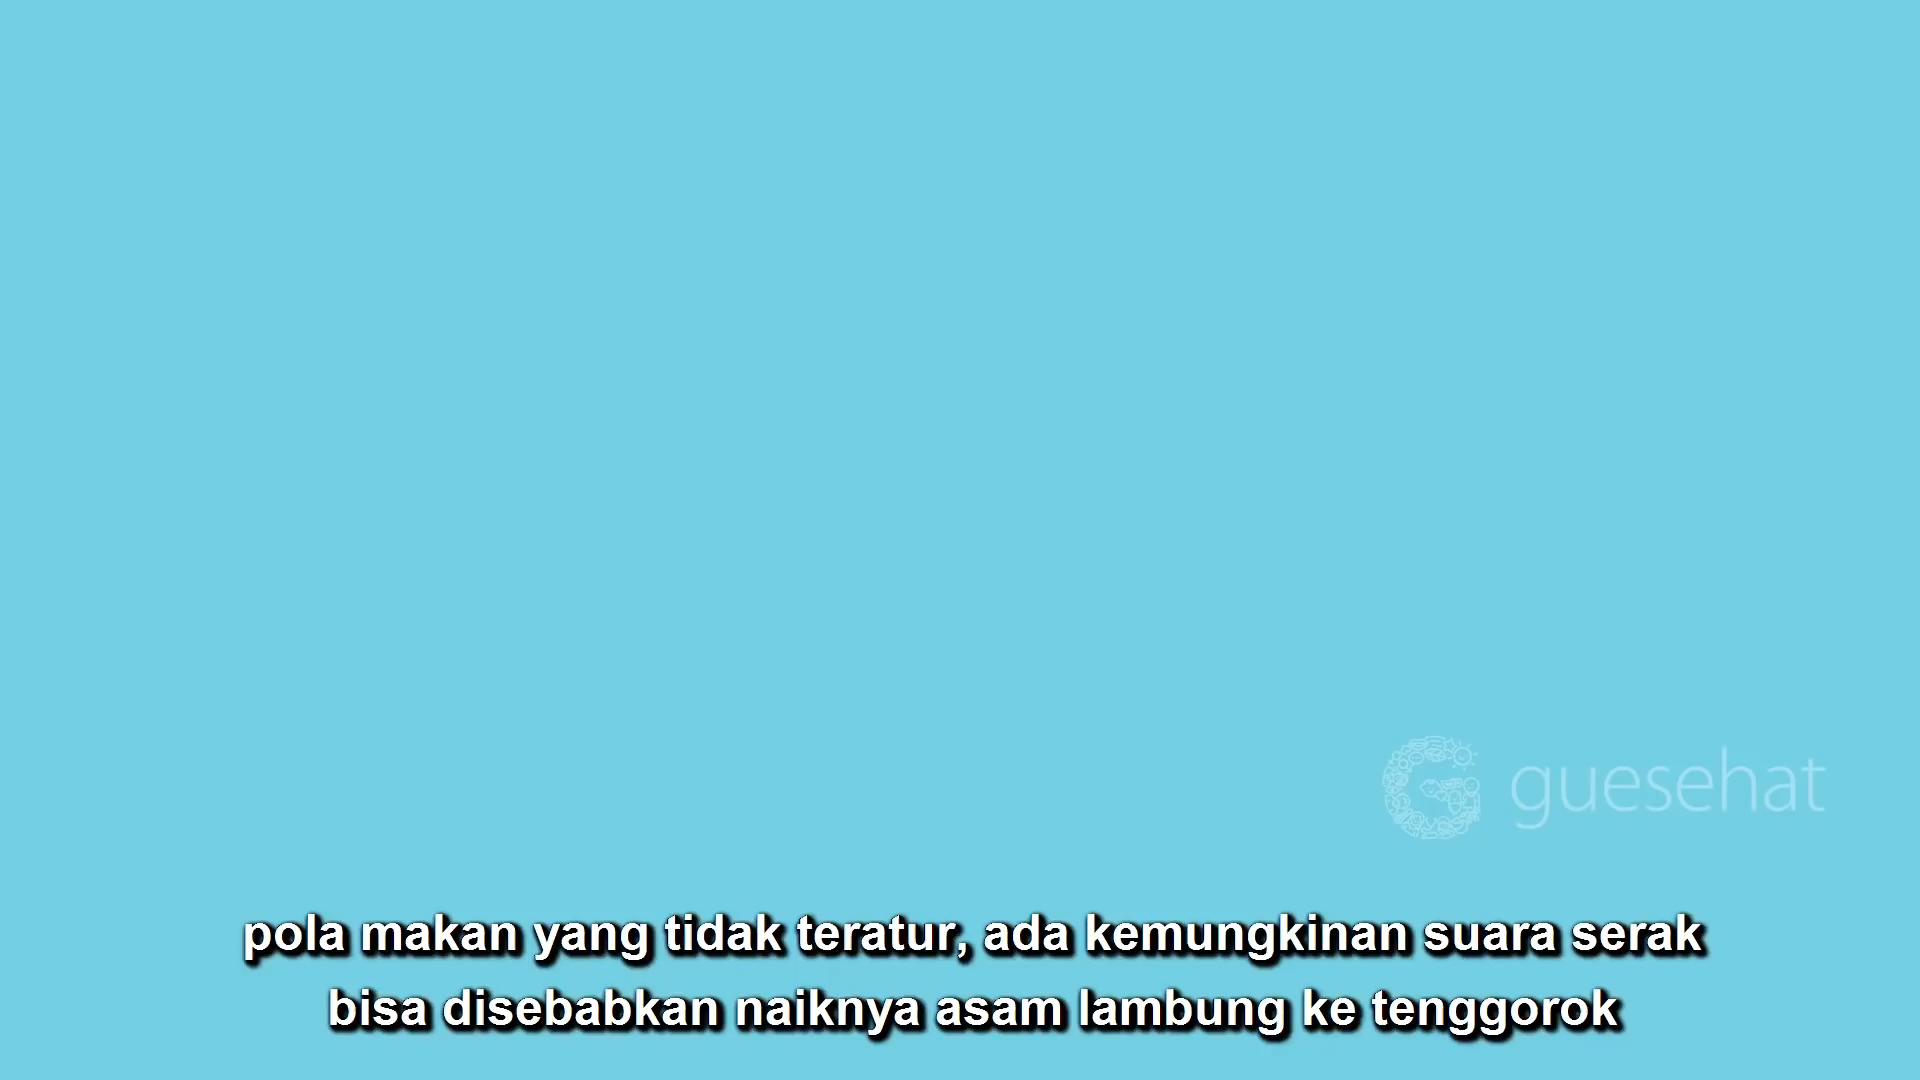 guesehat
pola makan yang tidak teratur, ada kemungkinan suara serak
bisa disebabkan naiknya asam lambung ke tenggorok